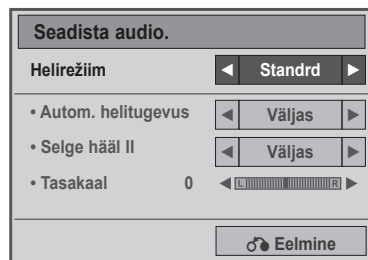 Seadista audio.
Helirežiim ◀ Standrd ▶
• Autom. helitugevus ◀ Väljas ▶
• Selge hääl II ◀ Väljas ▶
• Tasakaal 0 ◀ L R ▶
Eelmine